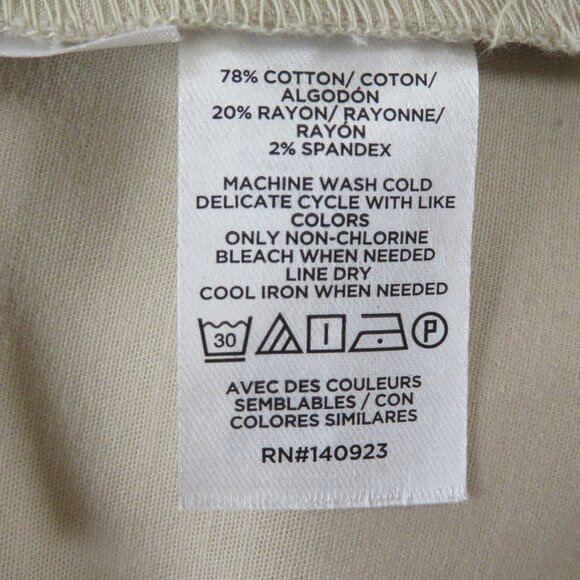 78% COTTON/ COTON/
ALGODÓN
20% RAYON/ RAYONNE/
RAYÓN
2% SPANDEX
MACHINE WASH COLD
DELICATE CYCLE WITH LIKE
COLORS
ONLY NON-CHLORINE
BLEACH WHEN NEEDED
LINE DRY
COOL IRON WHEN NEEDED
30 P
AVEC DES COULEURS
SEMBLABLES / CON
COLORES SIMILARES
RN#140923